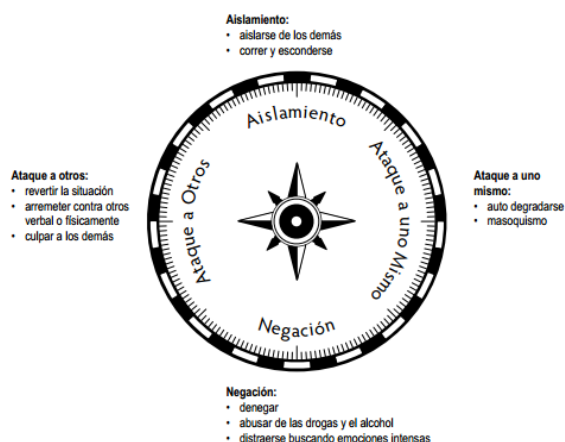 Aislamiento:
• aislarse de los demás
• correr y esconderse
Aislamiento
Ataque a Otros
Ataque a uno Mismo
Negación
Ataque a otros:
• revertir la situación
• arremeter contra otros
verbal o físicamente
• culpar a los demás
Ataque a uno
mismo:
• auto degradarse
• masoquismo
Negación:
• denegar
• abusar de las drogas y el alcohol
• distraerse buscando emociones intensas